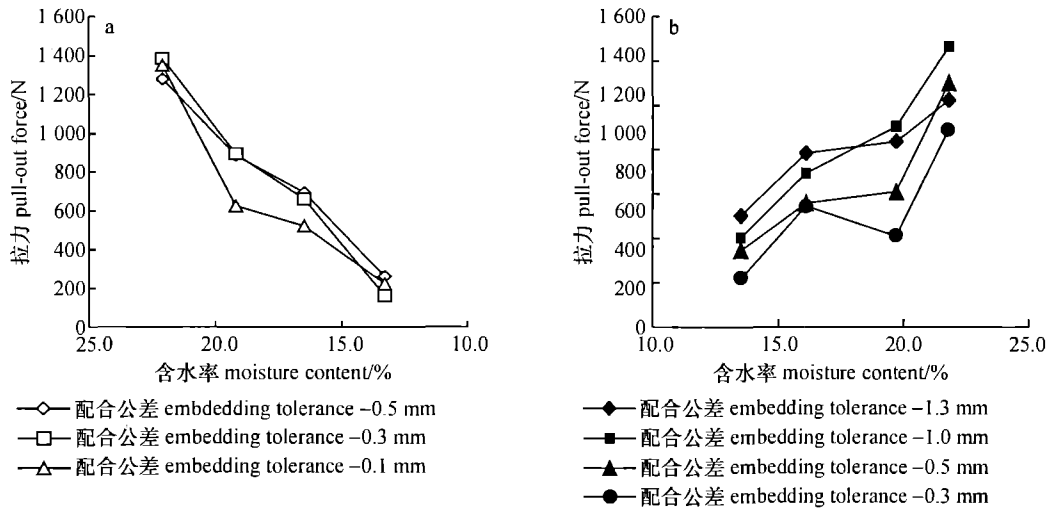 a
拉力 pull-out force/N
1 600
1 400
1 200
1 000
800
600
400
200
0
25.0 20.0 15.0 10.0
含水率 moisture content/%
配合公差 embdedding tolerance −0.5 mm
配合公差 embedding tolerance −0.3 mm
配合公差 embedding tolerance −0.1 mm
b
拉力 pull-out force/N
1 600
1 400
1 200
1 000
800
600
400
200
0
10.0 15.0 20.0 25.0
含水率 moisture content/%
配合公差 embedding tolerance −1.3 mm
配合公差 embedding tolerance −1.0 mm
配合公差 embedding tolerance −0.5 mm
配合公差 embedding tolerance −0.3 mm